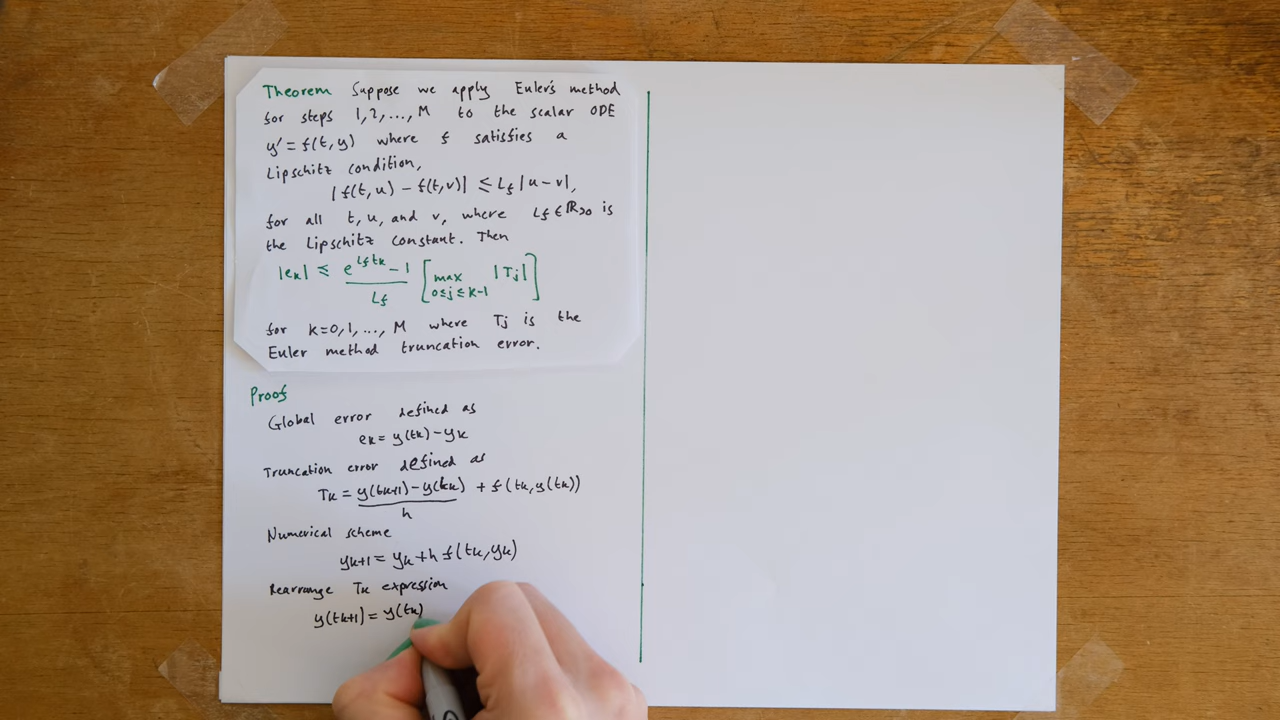 Theorem Suppose we apply Euler's method
for steps 1,2,..., M to the scalar ODE
y' = f(t,y) where f satisfies a
Lipschitz condition,
|f(t,u) - f(t,v)| ≤ Lf |u-v|,
for all t, u, and v, where Lf ∈ ℝ>0 is
the Lipschitz constant. Then
|ek| ≤ (e^(Lf tk) - 1)/Lf [max 0≤j≤k-1 |Tj|]
for k=0,1,..., M where Tj is the
Euler method truncation error.
Proof
Global error defined as
ek = y(tk) - yk
Truncation error defined as
Tk = (y(tk+1) - y(tk))/h + f(tk, y(tk))
Numerical scheme
yk+1 = yk + h f(tk, yk)
Rearrange Tk expression
y(tk+1) = y(tk)